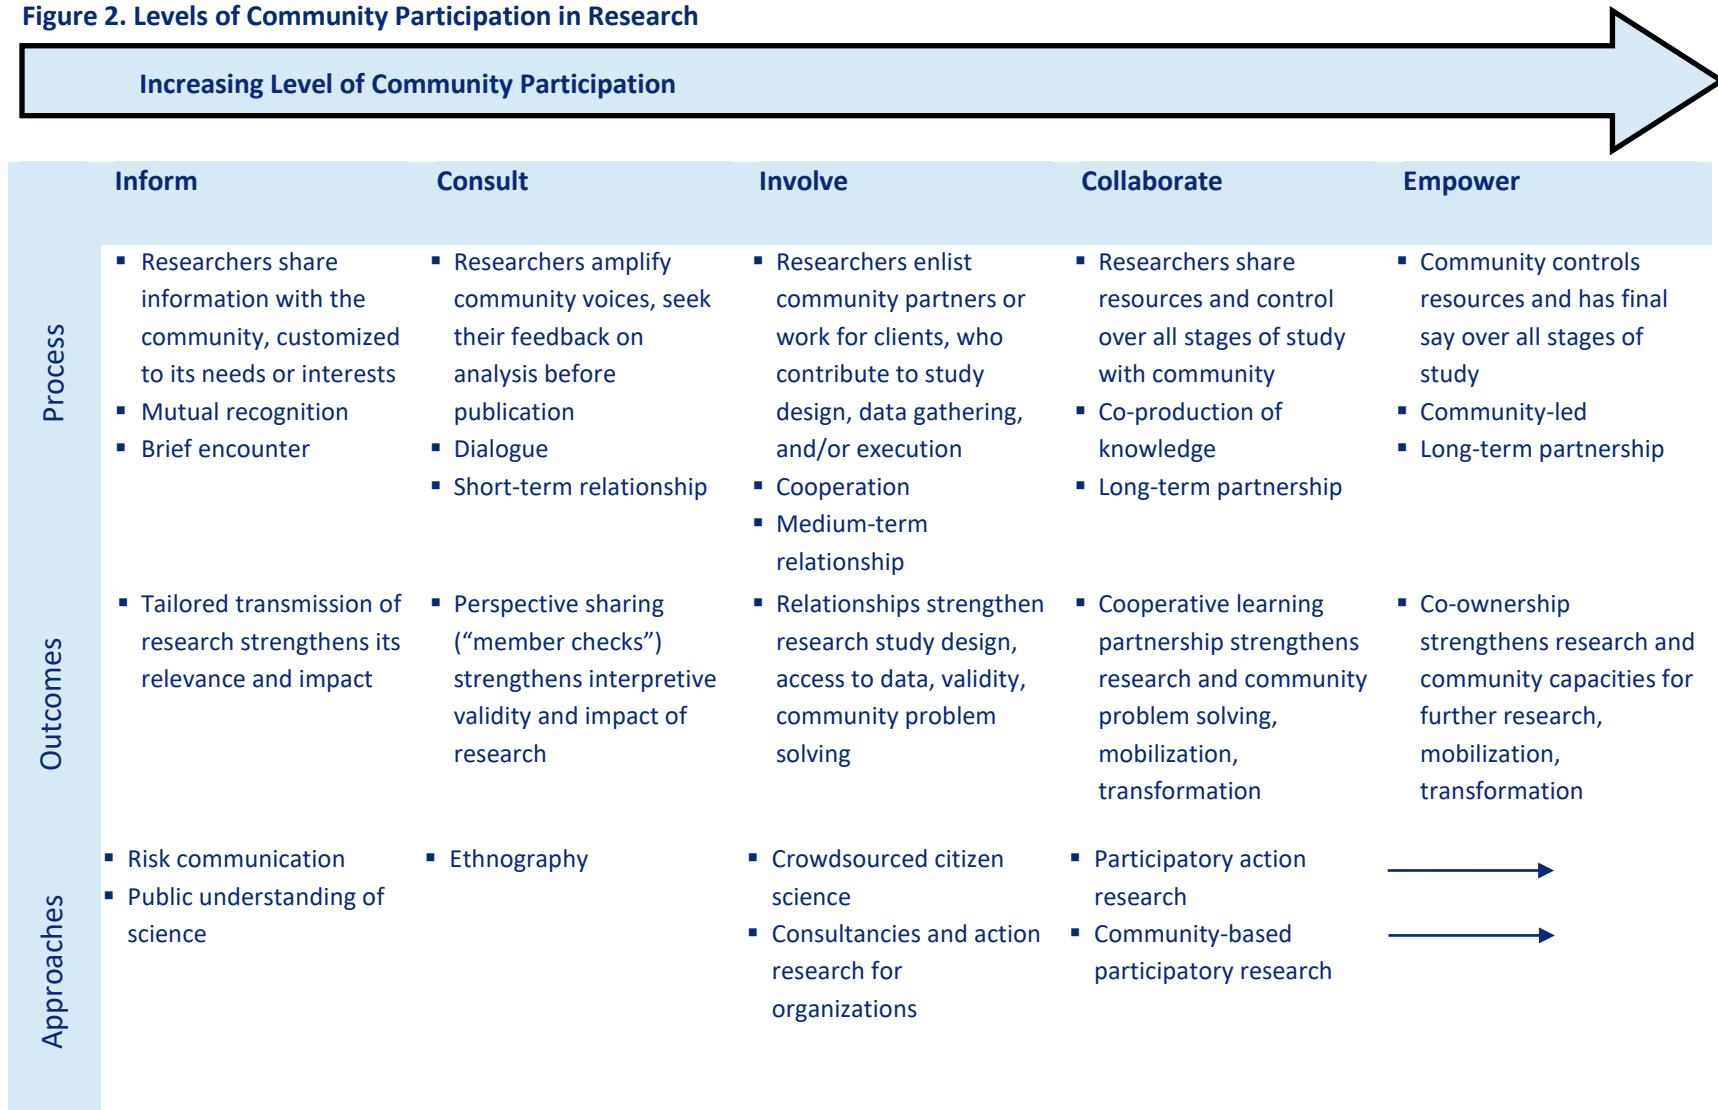 Figure 2. Levels of Community Participation in Research
Increasing Level of Community Participation
Inform
Consult
Involve
Collaborate
Empower
Process
▪ Researchers share
information with the
community, customized
to its needs or interests
▪ Mutual recognition
▪ Brief encounter
▪ Researchers amplify
community voices, seek
their feedback on
analysis before
publication
▪ Dialogue
▪ Short-term relationship
▪ Researchers enlist
community partners or
work for clients, who
contribute to study
design, data gathering,
and/or execution
▪ Cooperation
▪ Medium-term
relationship
▪ Researchers share
resources and control
over all stages of study
with community
▪ Co-production of
knowledge
▪ Long-term partnership
▪ Community controls
resources and has final
say over all stages of
study
▪ Community-led
▪ Long-term partnership
Outcomes
▪ Tailored transmission of
research strengthens its
relevance and impact
▪ Perspective sharing
(“member checks”)
strengthens interpretive
validity and impact of
research
▪ Relationships strengthen
research study design,
access to data, validity,
community problem
solving
▪ Cooperative learning
partnership strengthens
research and community
problem solving,
mobilization,
transformation
▪ Co-ownership
strengthens research and
community capacities for
further research,
mobilization,
transformation
Approaches
▪ Risk communication
▪ Public understanding of
science
▪ Ethnography
▪ Crowdsourced citizen
science
▪ Consultancies and action
research for
organizations
▪ Participatory action
research
▪ Community-based
participatory research